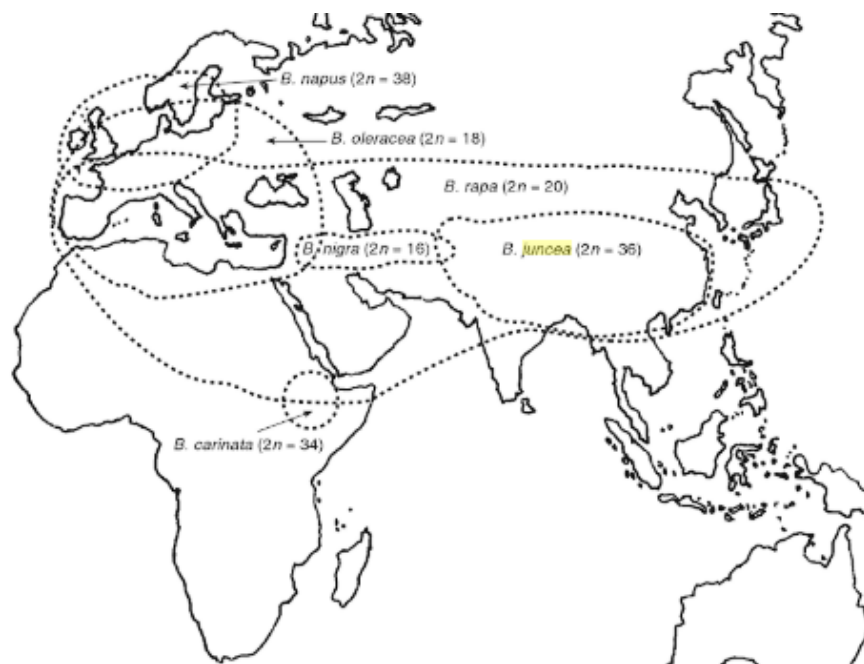 B. napus (2n = 38)
B. oleracea (2n = 18)
B. rapa (2n = 20)
B. nigra (2n = 16)
B. juncea (2n = 36)
B. carinata (2n = 34)